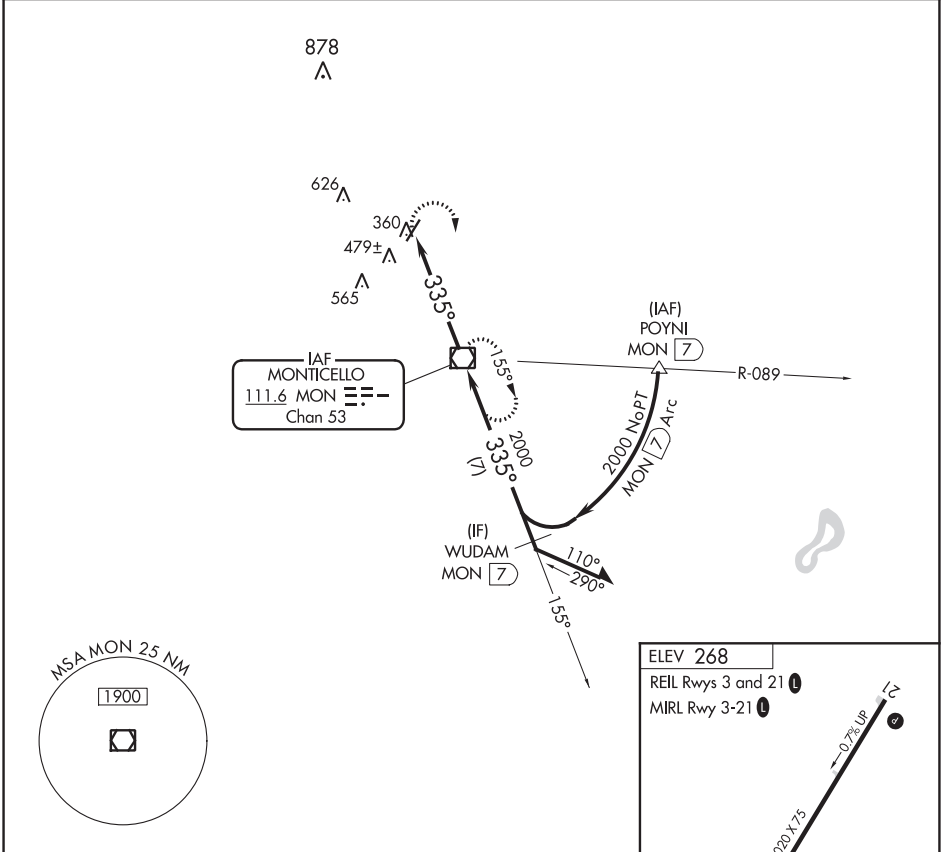 878
626
360
479±
565
335°
(IAF)
POYNI
MON 7
R-089
IAF
MONTICELLO
111.6 MON
Chan 53
155°
2000 NoPT
MON 7 Arc
2000
335°
(7)
(IF)
WUDAM
MON 7
110°
290°
155°
MSA MON 25 NM
1900
ELEV 268
REIL Rwys 3 and 21 L
MIRL Rwy 3-21 L
21
P
0.7% UP
020 X 75